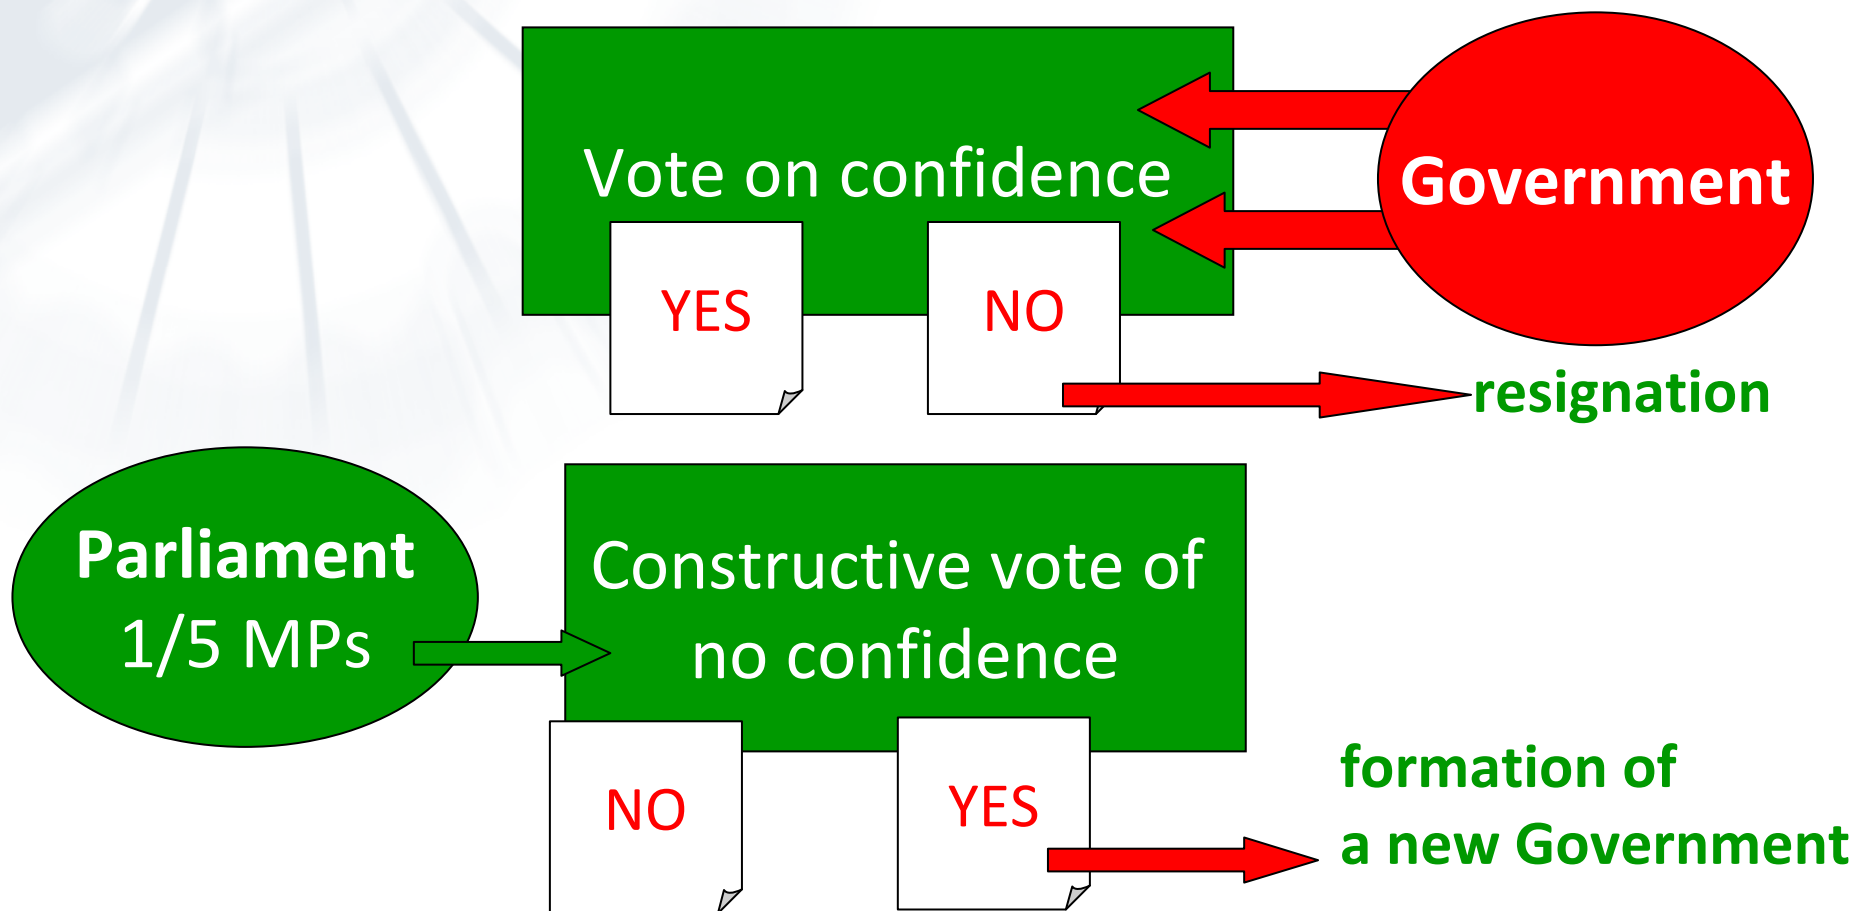 Vote on confidence
Government
YES
NO
resignation
Parliament
1/5 MPs
Constructive vote of
no confidence
NO
YES
formation of
a new Government